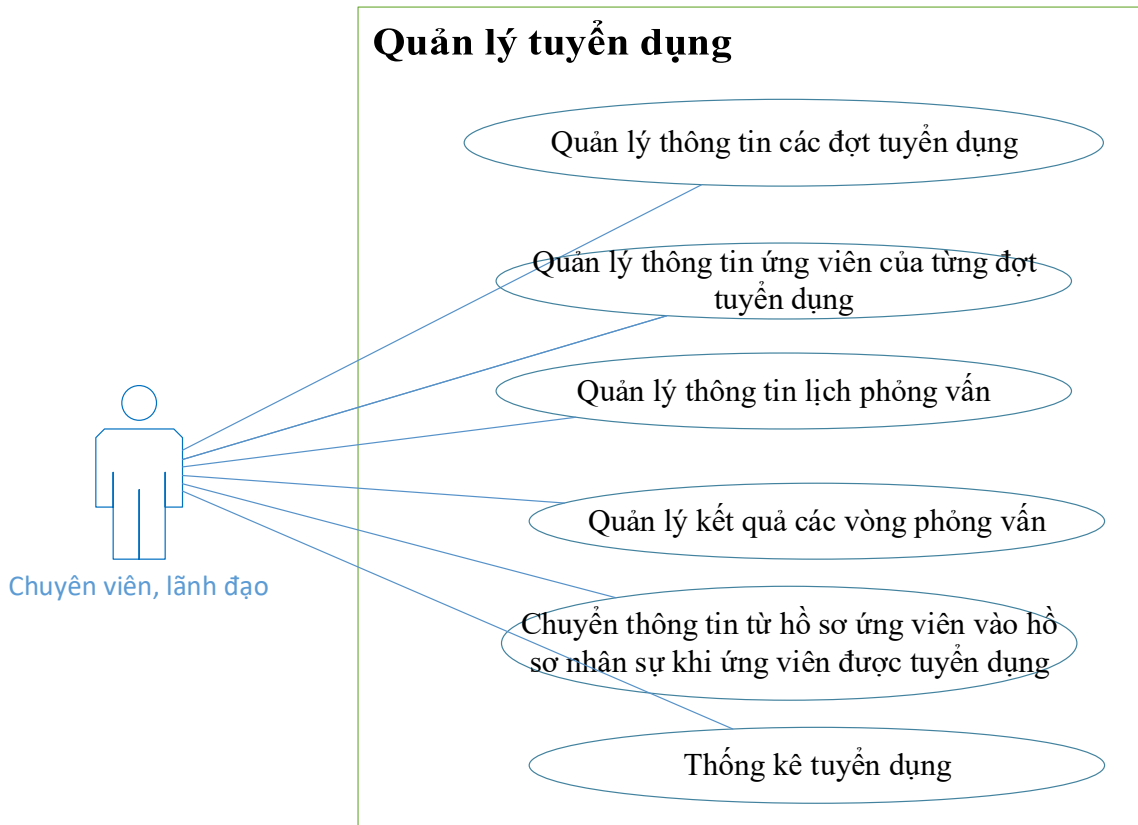 Quản lý tuyển dụng
Quản lý thông tin các đợt tuyển dụng
Quản lý thông tin ứng viên của từng đợt
tuyển dụng
Quản lý thông tin lịch phỏng vấn
Quản lý kết quả các vòng phỏng vấn
Chuyên viên, lãnh đạo
Chuyển thông tin từ hồ sơ ứng viên vào hồ
sơ nhân sự khi ứng viên được tuyển dụng
Thống kê tuyển dụng